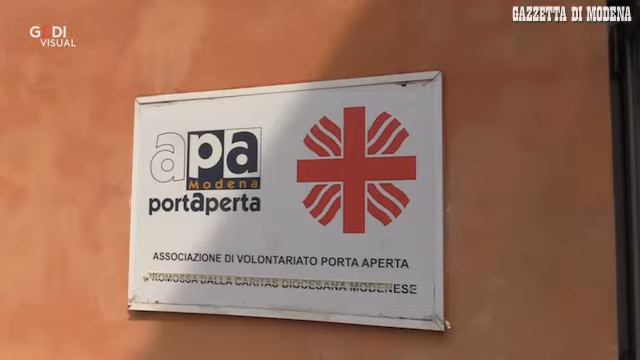 GEDI
VISUAL
GAZZETTA DI MODENA
apa
Modena
portaperta
ASSOCIAZIONE DI VOLONTARIATO PORTA APERTA
PROMOSSA DALLA CARITAS DIOCESANA MODENESE